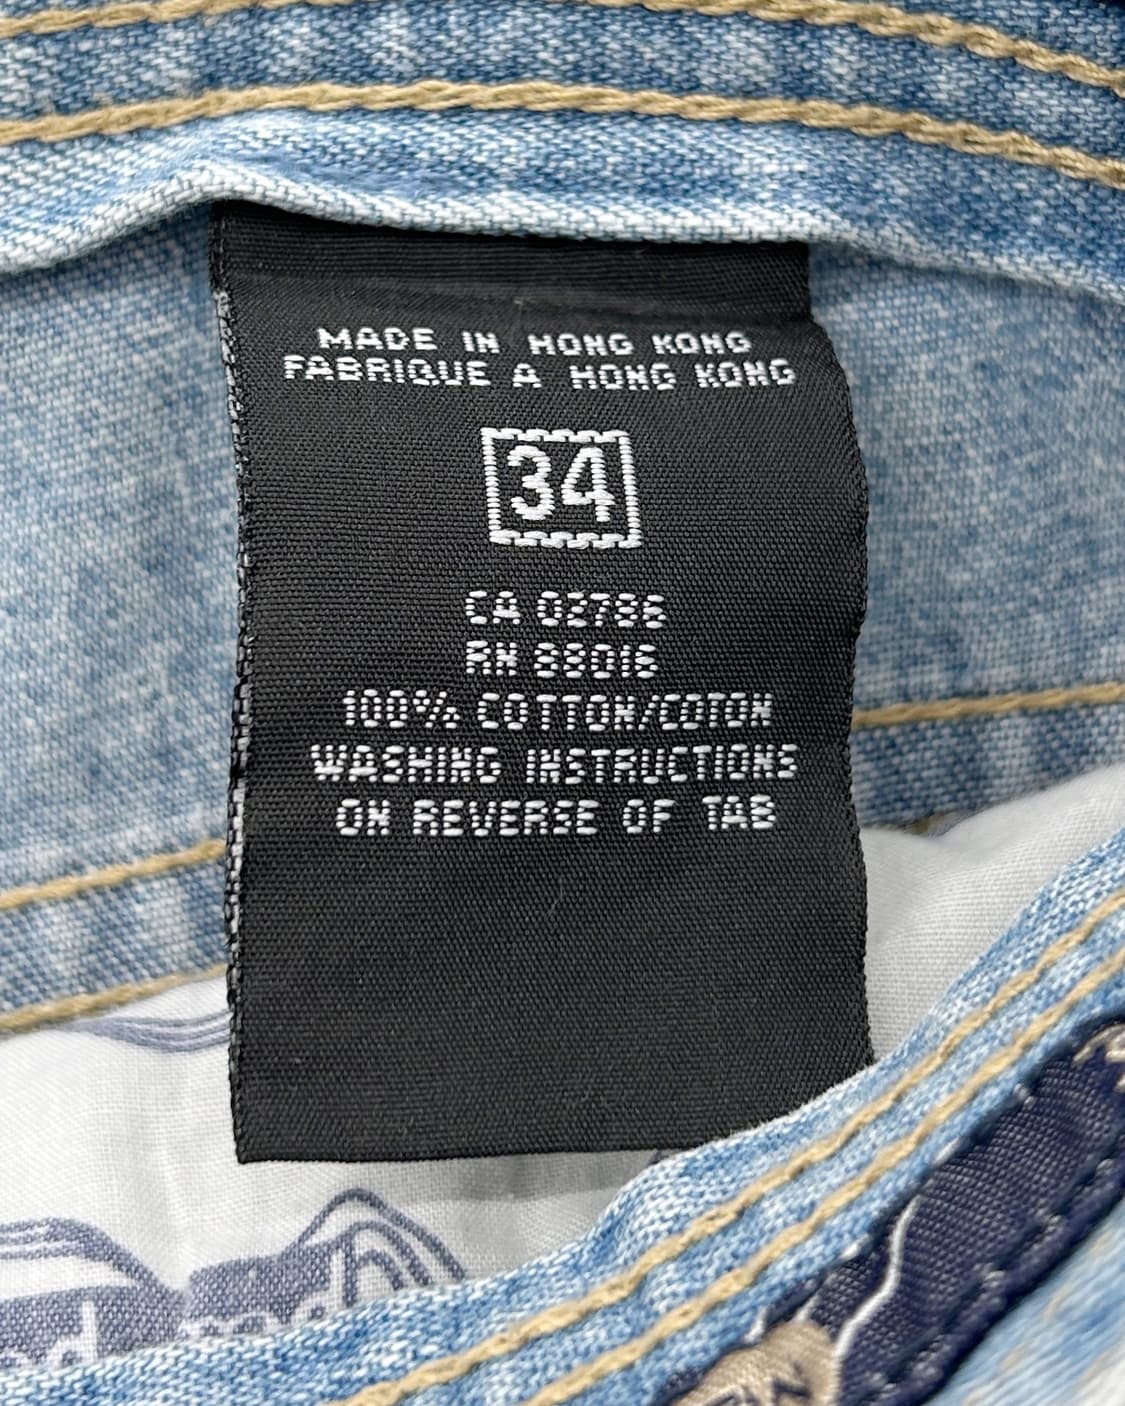 MADE IN HONG KONG
FABRIQUE A HONG KONG
34
CA 02786
RN 88016
100% COTTON/COTON
WASHING INSTRUCTIONS
ON REVERSE OF TAB